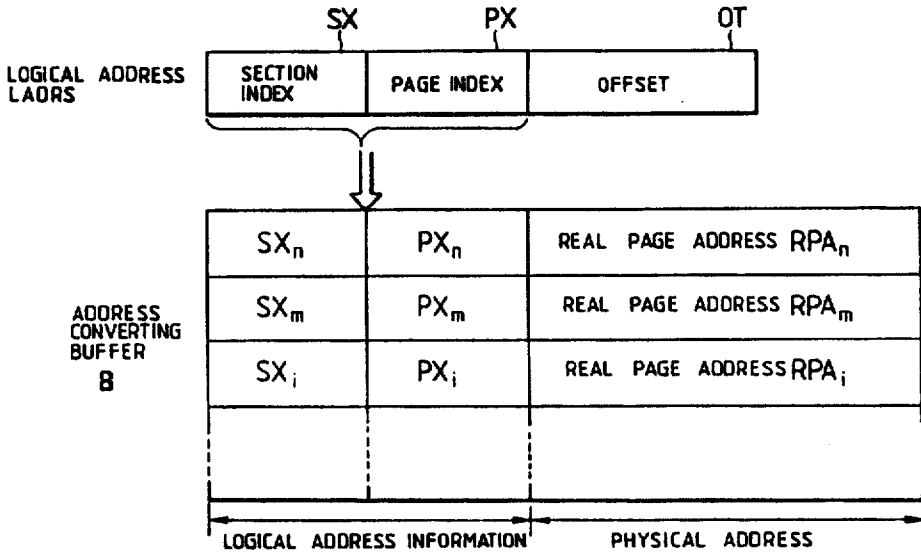 SX PX OT
LOGICAL ADDRESS
LADRS
SECTION
INDEX
PAGE INDEX
OFFSET
SXn PXn REAL PAGE ADDRESS RPAn
SXm PXm REAL PAGE ADDRESS RPAm
SXi PXi REAL PAGE ADDRESS RPAi
ADDRESS
CONVERTING
BUFFER
8
LOGICAL ADDRESS INFORMATION PHYSICAL ADDRESS